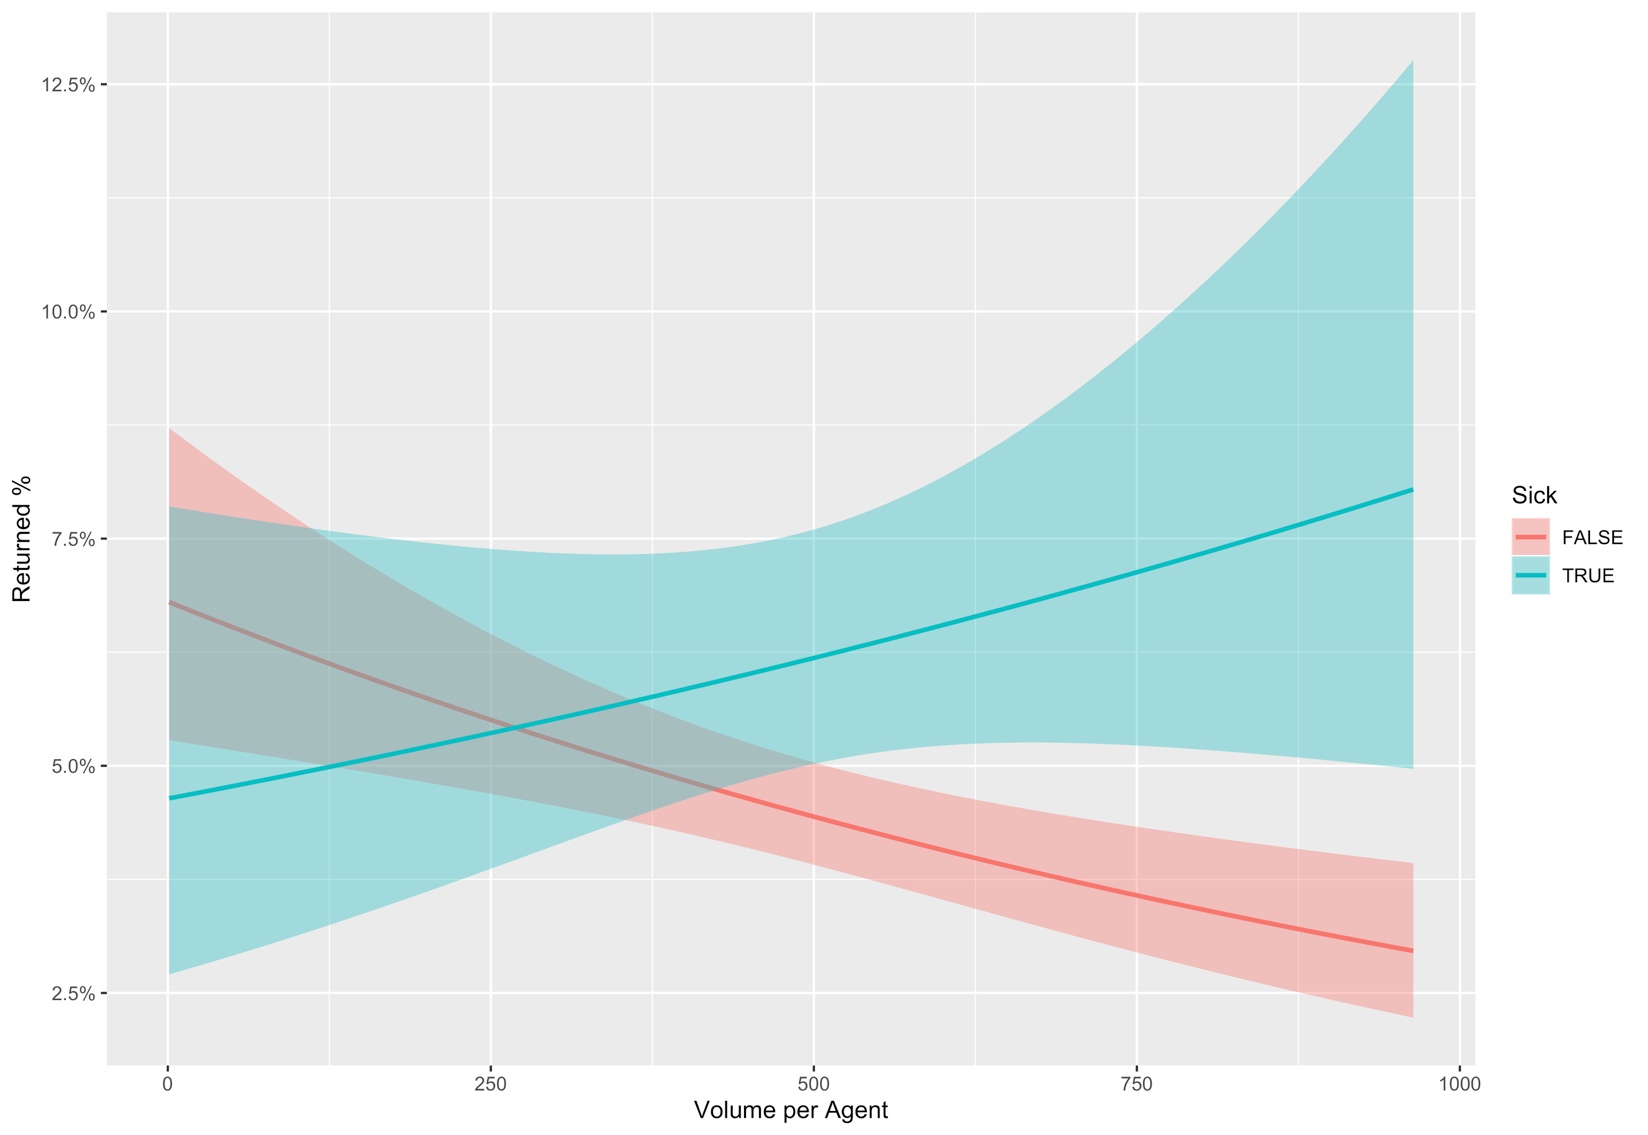 12.5%
10.0%
7.5%
5.0%
2.5%
Returned %
0 250 500 750 1000
Volume per Agent
Sick
FALSE
TRUE